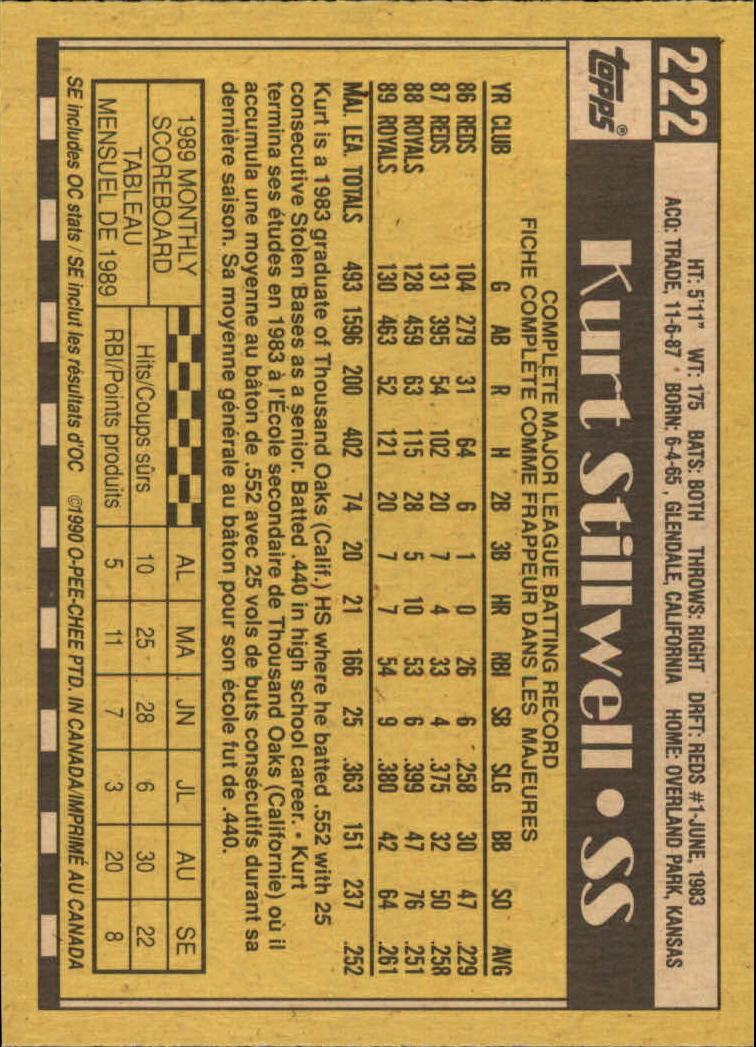 222
HT: 5'11" WT: 175 BATS: BOTH THROWS: RIGHT DRFT: REDS #1-JUNE, 1983
ACQ: TRADE, 11-6-87 BORN: 6-4-65, GLENDALE, CALIFORNIA HOME: OVERLAND PARK, KANSAS
topps®
Kurt Stillwell • SS
COMPLETE MAJOR LEAGUE BATTING RECORD
FICHE COMPLETE COMME FRAPPEUR DANS LES MAJEURES
YR CLUB G AB R H 2B 3B HR RBI SB SLG BB SO AVG
86 REDS 104 279 31 64 6 1 0 26 6 .258 30 47 .229
87 REDS 131 395 54 102 20 7 4 33 4 .375 32 50 .258
88 ROYALS 128 459 63 115 28 5 10 53 6 .399 47 76 .251
89 ROYALS 130 463 52 121 20 7 7 54 9 .380 42 64 .261
MAJ. LEA. TOTALS 493 1596 200 402 74 20 21 166 25 .363 151 237 .252
Kurt is a 1983 graduate of Thousand Oaks (Calif.) HS where he batted .552 with 25
consecutive Stolen Bases as a senior. Batted .440 in high school career. • Kurt
termina ses études en 1983 à l'École secondaire de Thousand Oaks (Californie) où il
accumula une moyenne au bâton de .552 avec 25 vols de buts consécutifs durant sa
dernière saison. Sa moyenne générale au bâton pour son école fut de .440.
1989 MONTHLY
SCOREBOARD
TABLEAU
MENSUEL DE 1989
AL MA JN JL AU SE
Hits/Coups sûrs 10 25 28 6 30 22
RBI/Points produits 5 11 7 3 20 8
SE includes OC stats / SE inclut les résultats d'OC ©1990 O-PEE-CHEE PTD. IN CANADA/IMPRIMÉ AU CANADA